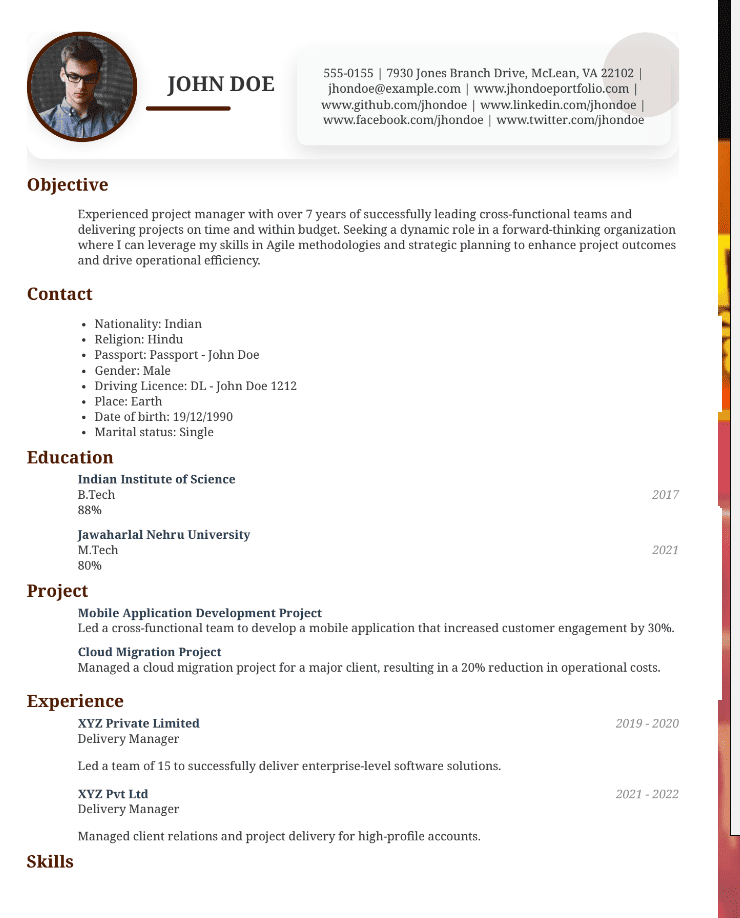 JOHN DOE
555-0155 | 7930 Jones Branch Drive, McLean, VA 22102 |
jhondoe@example.com | www.jhondoeportfolio.com |
www.github.com/jhondoe | www.linkedin.com/jhondoe |
www.facebook.com/jhondoe | www.twitter.com/jhondoe
Objective
Experienced project manager with over 7 years of successfully leading cross-functional teams and
delivering projects on time and within budget. Seeking a dynamic role in a forward-thinking organization
where I can leverage my skills in Agile methodologies and strategic planning to enhance project outcomes
and drive operational efficiency.
Contact
• Nationality: Indian
• Religion: Hindu
• Passport: Passport - John Doe
• Gender: Male
• Driving Licence: DL - John Doe 1212
• Place: Earth
• Date of birth: 19/12/1990
• Marital status: Single
Education
Indian Institute of Science
B.Tech 2017
88%
Jawaharlal Nehru University
M.Tech 2021
80%
Project
Mobile Application Development Project
Led a cross-functional team to develop a mobile application that increased customer engagement by 30%.
Cloud Migration Project
Managed a cloud migration project for a major client, resulting in a 20% reduction in operational costs.
Experience
XYZ Private Limited 2019 - 2020
Delivery Manager
Led a team of 15 to successfully deliver enterprise-level software solutions.
XYZ Pvt Ltd 2021 - 2022
Delivery Manager
Managed client relations and project delivery for high-profile accounts.
Skills